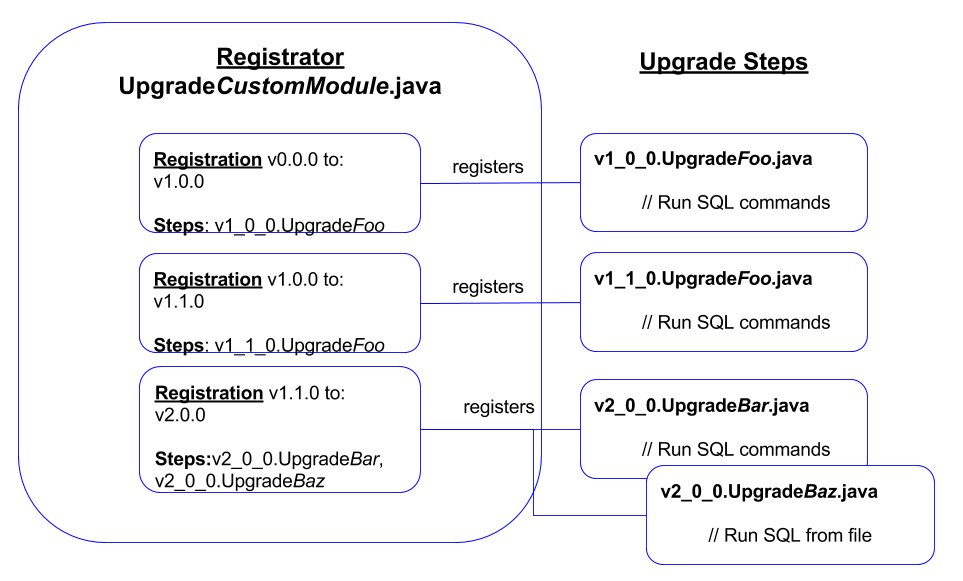 Registrator
UpgradeCustomModule.java
Upgrade Steps
Registration v0.0.0 to:
v1.0.0
Steps: v1_0_0.UpgradeFoo
registers
v1_0_0.UpgradeFoo.java
// Run SQL commands
Registration v1.0.0 to:
v1.1.0
Steps: v1_1_0.UpgradeFoo
registers
v1_1_0.UpgradeFoo.java
// Run SQL commands
Registration v1.1.0 to:
v2.0.0
Steps:v2_0_0.UpgradeBar,
v2_0_0.UpgradeBaz
registers
v2_0_0.UpgradeBar.java
// Run SQL commands
v2_0_0.UpgradeBaz.java
// Run SQL from file